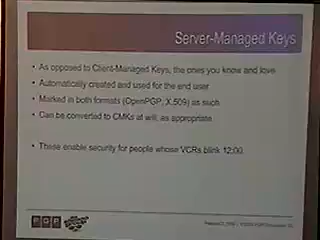 Server-Managed Keys
• As opposed to Client-Managed Keys, the ones you know and love
• Automatically created and used for the end user
• Marked in both formats (OpenPGP, X.509) as such
• Can be converted to CMKs at will, as appropriate
• These enable security for people whose VCRs blink 12:00.
PGP